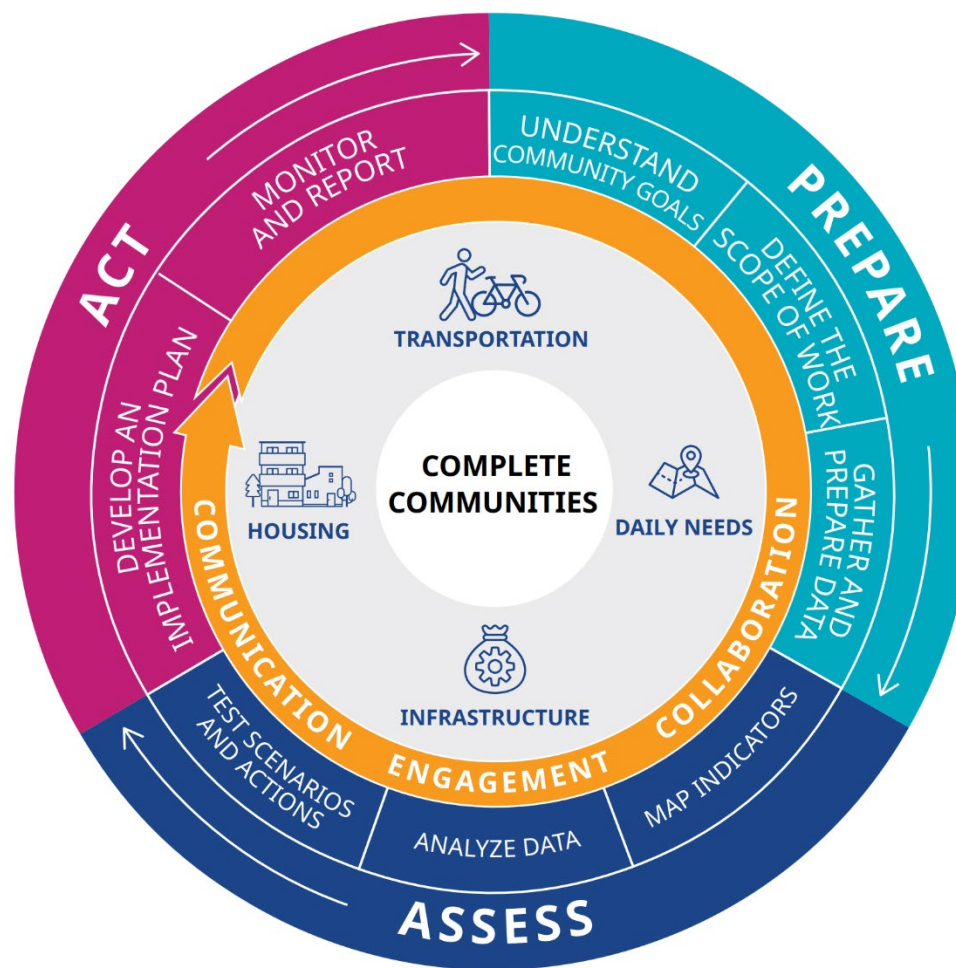 PREPARE
UNDERSTAND
COMMUNITY GOALS
DEFINE THE
SCOPE OF WORK
GATHER AND
PREPARE DATA
ASSESS
MAP INDICATORS
ANALYZE DATA
TEST SCENARIOS
AND ACTIONS
ACT
DEVELOP AN
IMPLEMENTATION PLAN
MONITOR
AND REPORT
COMMUNICATION
ENGAGEMENT
COLLABORATION
TRANSPORTATION
HOUSING
DAILY NEEDS
INFRASTRUCTURE
COMPLETE
COMMUNITIES